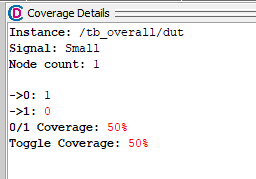 Coverage Details
Instance: /tb_overall/dut
Signal: Small
Node count: 1
->0: 1
->1: 0
0/1 Coverage: 50%
Toggle Coverage: 50%